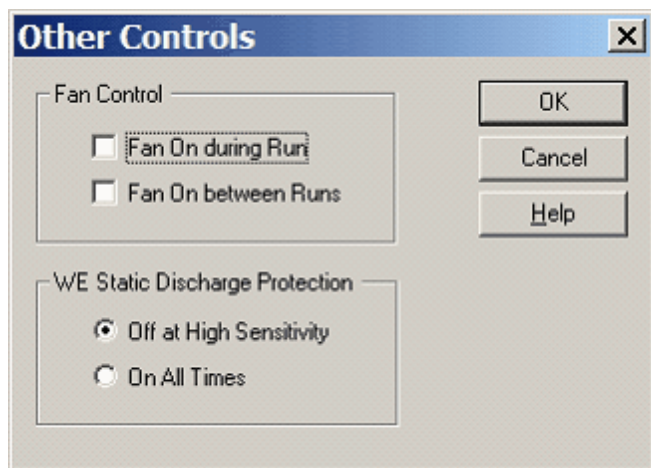 Other Controls
Fan Control
Fan On during Run
Fan On between Runs
WE Static Discharge Protection
Off at High Sensitivity
On All Times
OK
Cancel
Help